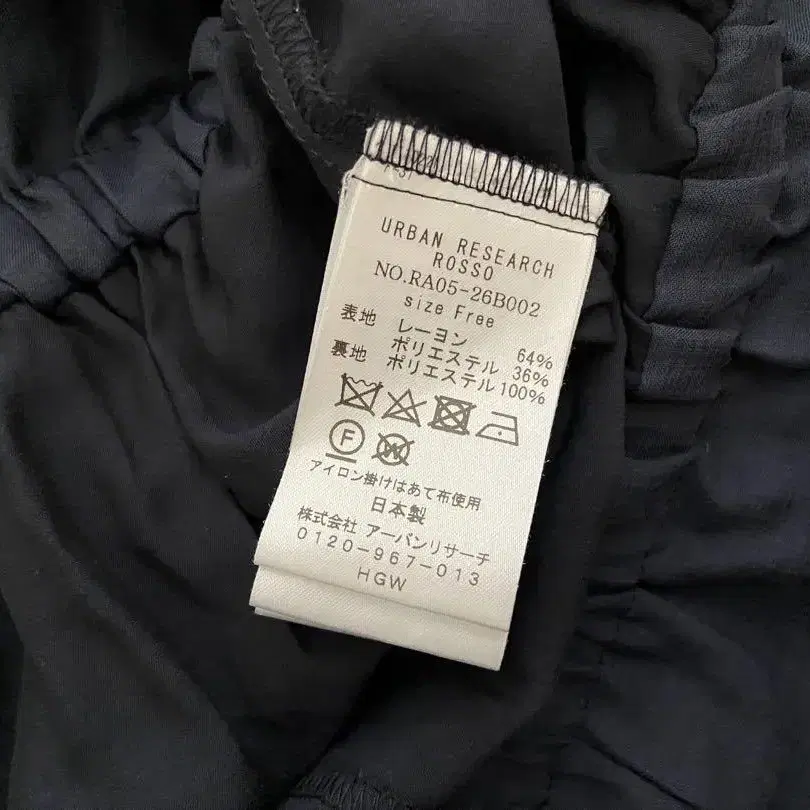 URBAN RESEARCH
ROSSO
NO.RA05-26B002
size Free
表地 レーヨン 64%
ポリエステル 36%
裏地 ポリエステル 100%
F
W
アイロン掛けはあて布使用
日本製
株式会社 アーバンリサーチ
0120-967-013
HGW